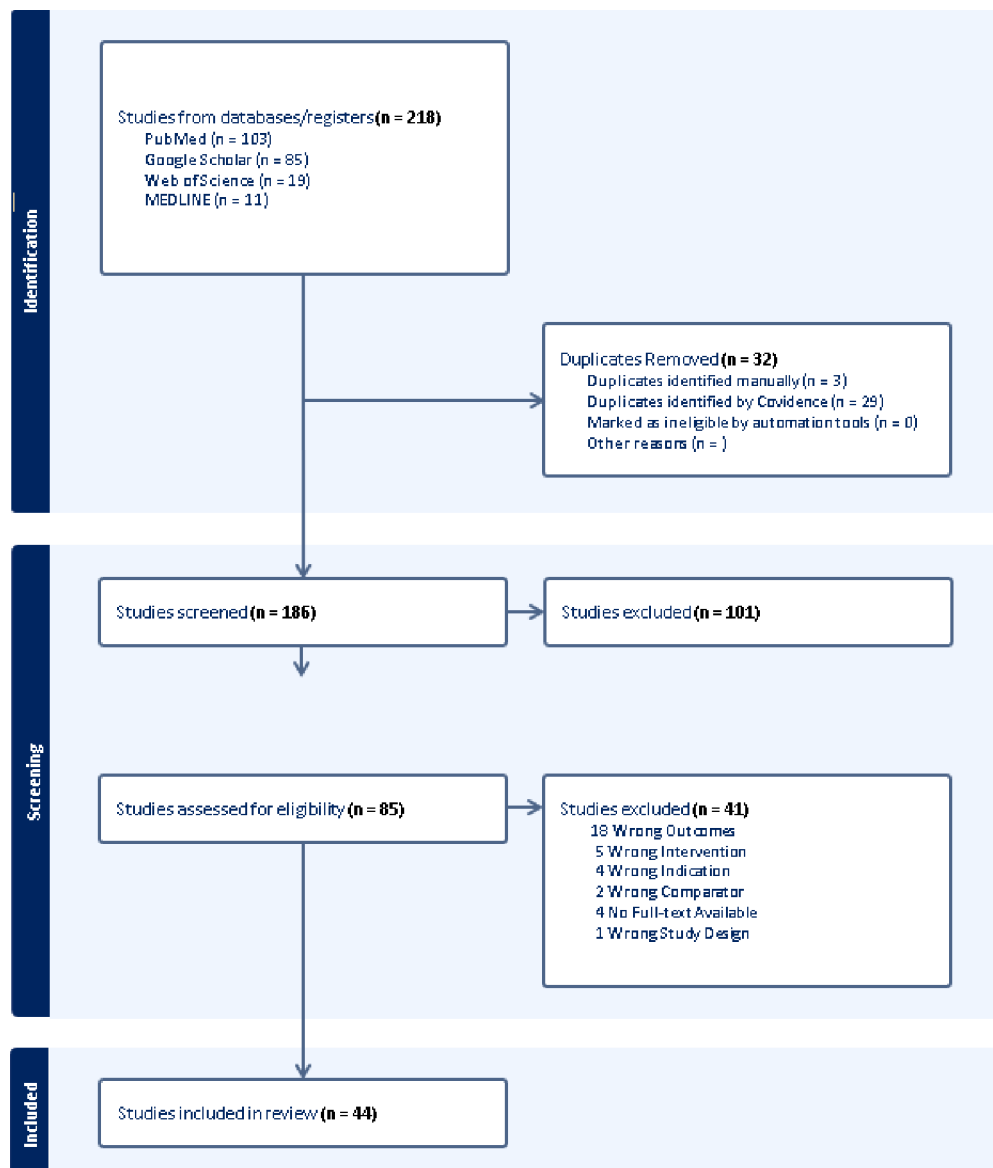 Identification
Studies from databases/registers (n = 218)
PubMed (n = 103)
Google Scholar (n = 85)
Web of Science (n = 19)
MEDLINE (n = 11)
Duplicates Removed (n = 32)
Duplicates identified manually (n = 3)
Duplicates identified by Covidence (n = 29)
Marked as ineligible by automation tools (n = 0)
Other reasons (n = )
Screening
Studies screened (n = 186)
Studies excluded (n = 101)
Studies assessed for eligibility (n = 85)
Studies excluded (n = 41)
18 Wrong Outcomes
5 Wrong Intervention
4 Wrong Indication
2 Wrong Comparator
4 No Full-text Available
1 Wrong Study Design
Included
Studies included in review (n = 44)